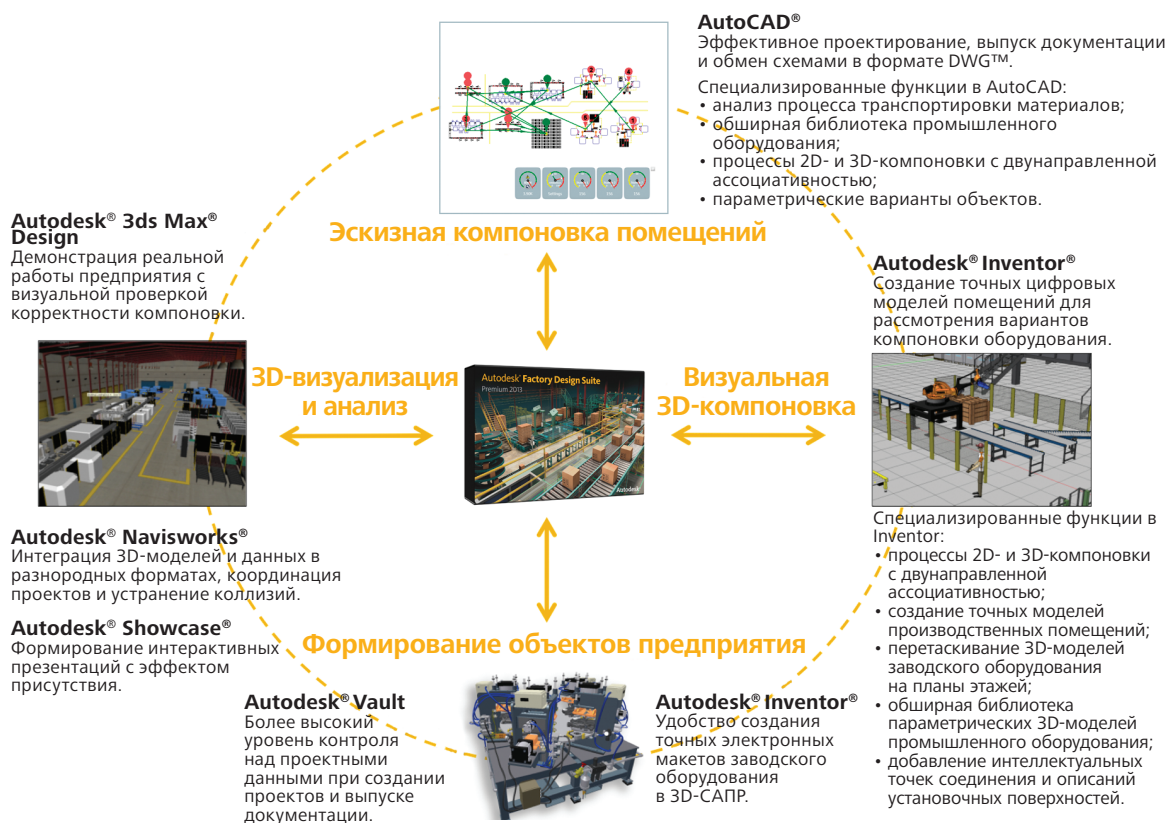 AutoCAD®
Эффективное проектирование, выпуск документации
и обмен схемами в формате DWG™.
Специализированные функции в AutoCAD:
• анализ процесса транспортировки материалов;
• обширная библиотека промышленного
оборудования;
• процессы 2D- и 3D-компоновки с двунаправленной
ассоциативностью;
• параметрические варианты объектов.
Эскизная компоновка помещений
Autodesk® 3ds Max®
Design
Демонстрация реальной
работы предприятия с
визуальной проверкой
корректности компоновки.
3D-визуализация
и анализ
Autodesk® Factory Design Suite
Premium 2013
Autodesk
Визуальная
3D-компоновка
Autodesk® Inventor®
Создание точных цифровых
моделей помещений для
рассмотрения вариантов
компоновки оборудования.
Специализированные функции в
Inventor:
• процессы 2D- и 3D-компоновки
с двунаправленной
ассоциативностью;
• создание точных моделей
производственных помещений;
• перетаскивание 3D-моделей
заводского оборудования
на планы этажей;
• обширная библиотека
параметрических 3D-моделей
промышленного оборудования;
• добавление интеллектуальных
точек соединения и описаний
установочных поверхностей.
Autodesk® Navisworks®
Интеграция 3D-моделей и данных в
разнородных форматах, координация
проектов и устранение коллизий.
Autodesk® Showcase®
Формирование интерактивных
презентаций с эффектом
присутствия.
Формирование объектов предприятия
Autodesk® Vault
Более высокий
уровень контроля
над проектными
данными при создании
проектов и выпуске
документации.
Autodesk® Inventor®
Удобство создания
точных электронных
макетов заводского
оборудования
в 3D-САПР.